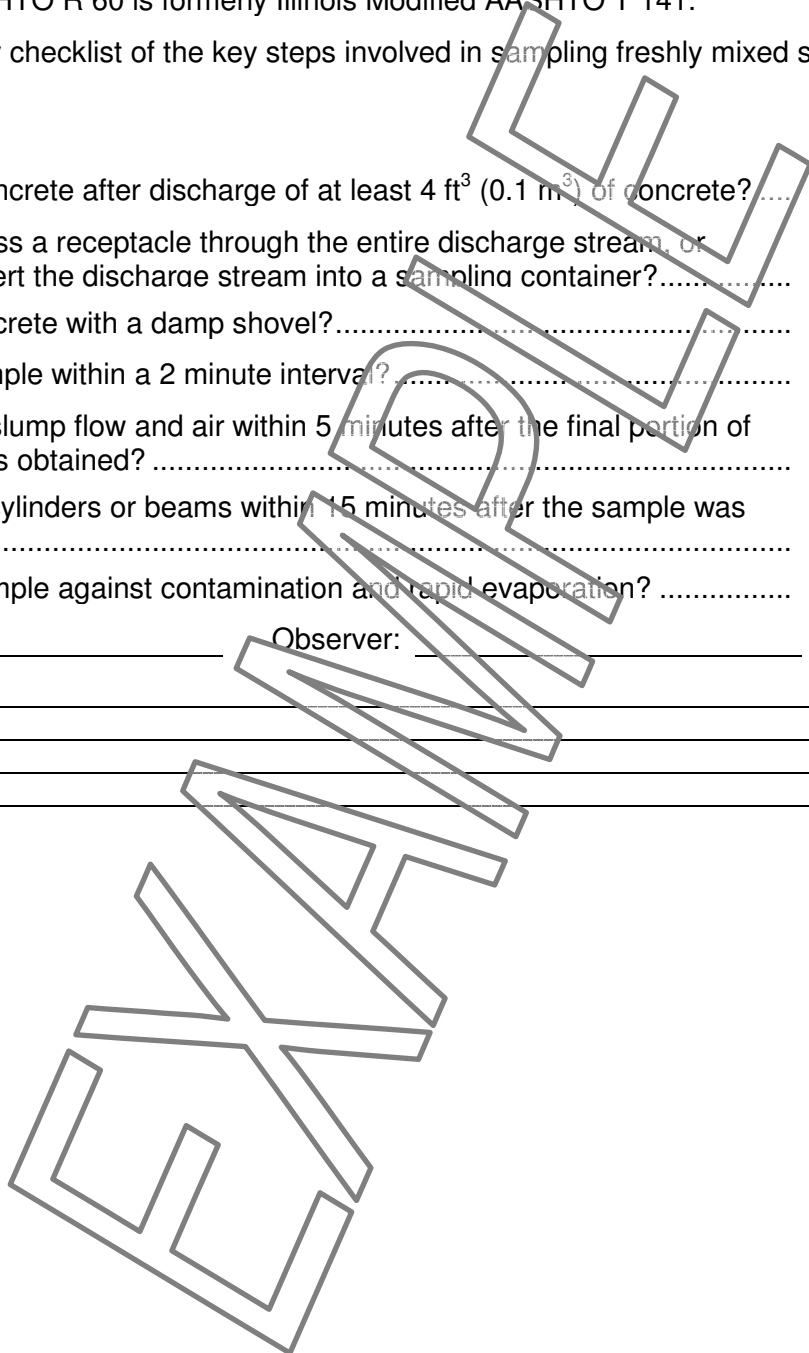 HTO R 60 is formerly Illinois Modified AASHTO T 141.
checklist of the key steps involved in sampling freshly mixed s
ncrete after discharge of at least 4 ft³ (0.1 m³) of concrete?....
ss a receptacle through the entire discharge stream, or
ert the discharge stream into a sampling container?..................
crete with a damp shovel?.............................................................
ple within a 2 minute interval?......................................................
slump flow and air within 5 minutes after the final portion of
s obtained? .....................................................................................
ylinders or beams within 15 minutes after the sample was
.........................................................................................................
mple against contamination and rapid evaporation? ................
Observer:
EXAMPLE